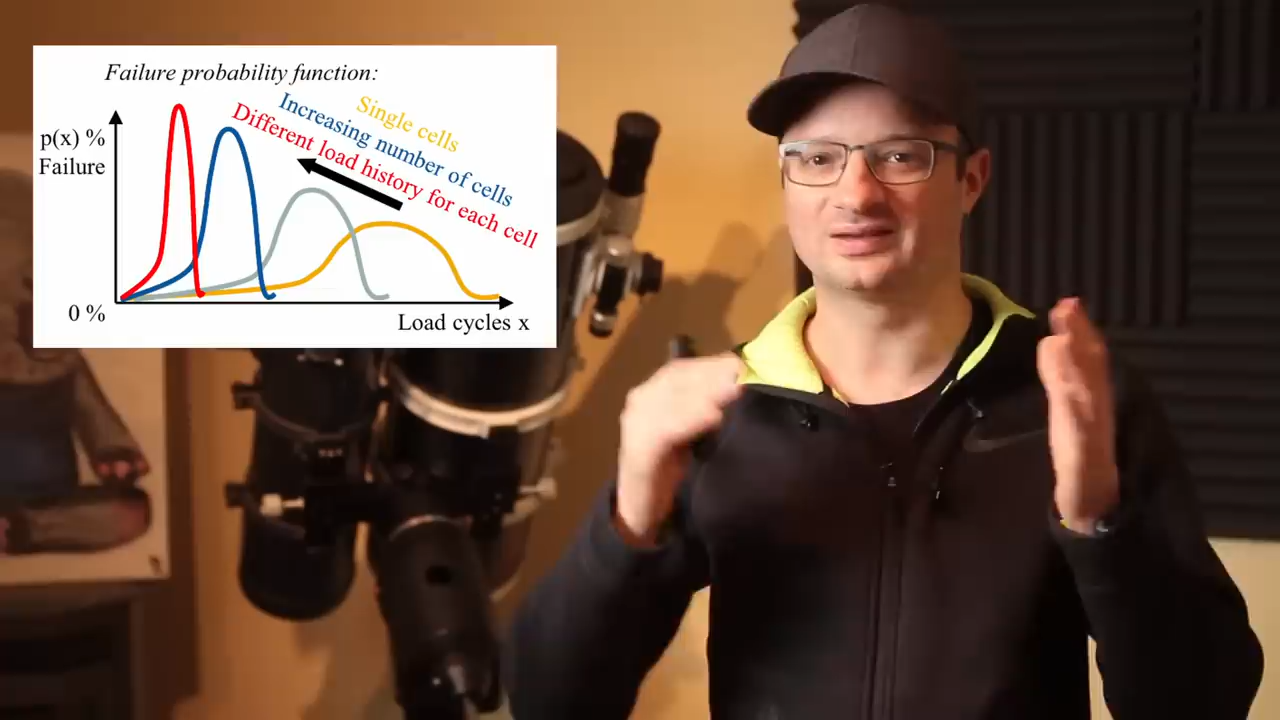 Failure probability function:
Single cells
Increasing number of cells
Different load history for each cell
p(x) %
Failure
0 %
Load cycles x